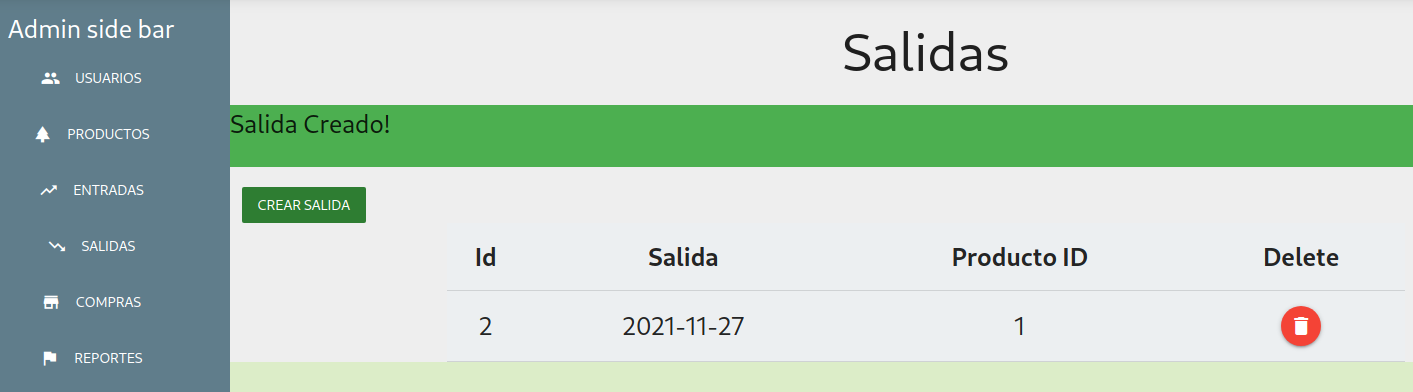 Admin side bar
USUARIOS
PRODUCTOS
ENTRADAS
SALIDAS
COMPRAS
REPORTES
Salidas
Salida Creado!
CREAR SALIDA
Id Salida Producto ID Delete
2 2021-11-27 1